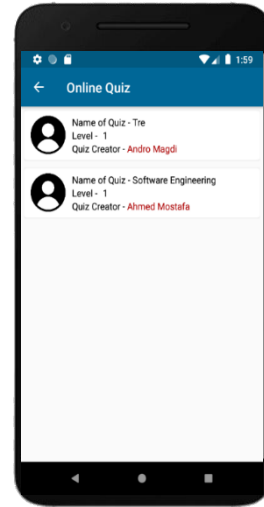 1:59
Online Quiz
Name of Quiz - Tre
Level - 1
Quiz Creator - Andro Magdi
Name of Quiz - Software Engineering
Level - 1
Quiz Creator - Ahmed Mostafa